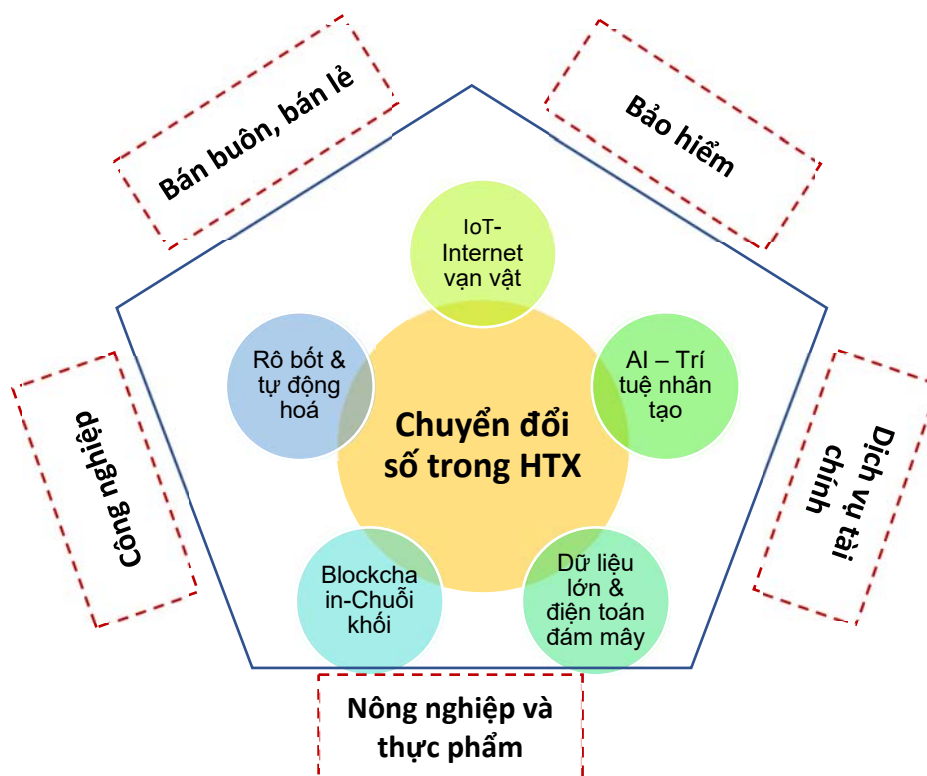 Bán buôn, bán lẻ
Bảo hiểm
IoT-
Internet
vạn vật
Rô bốt &
tự động
hoá
AI – Trí
tuệ nhân
tạo
Chuyển đổi
số trong HTX
Công nghiệp
Dịch vụ tài
chính
Blockcha
in-Chuỗi
khối
Dữ liệu
lớn &
điện toán
đám mây
Nông nghiệp và
thực phẩm